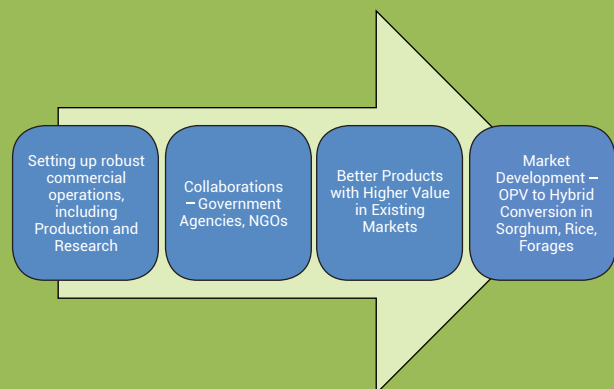 Setting up robust
commercial
operations,
including
Production and
Research
Collaborations
– Government
Agencies, NGOs
Better Products
with Higher Value
in Existing
Markets
Market
Development –
OPV to Hybrid
Conversion in
Sorghum, Rice,
Forages